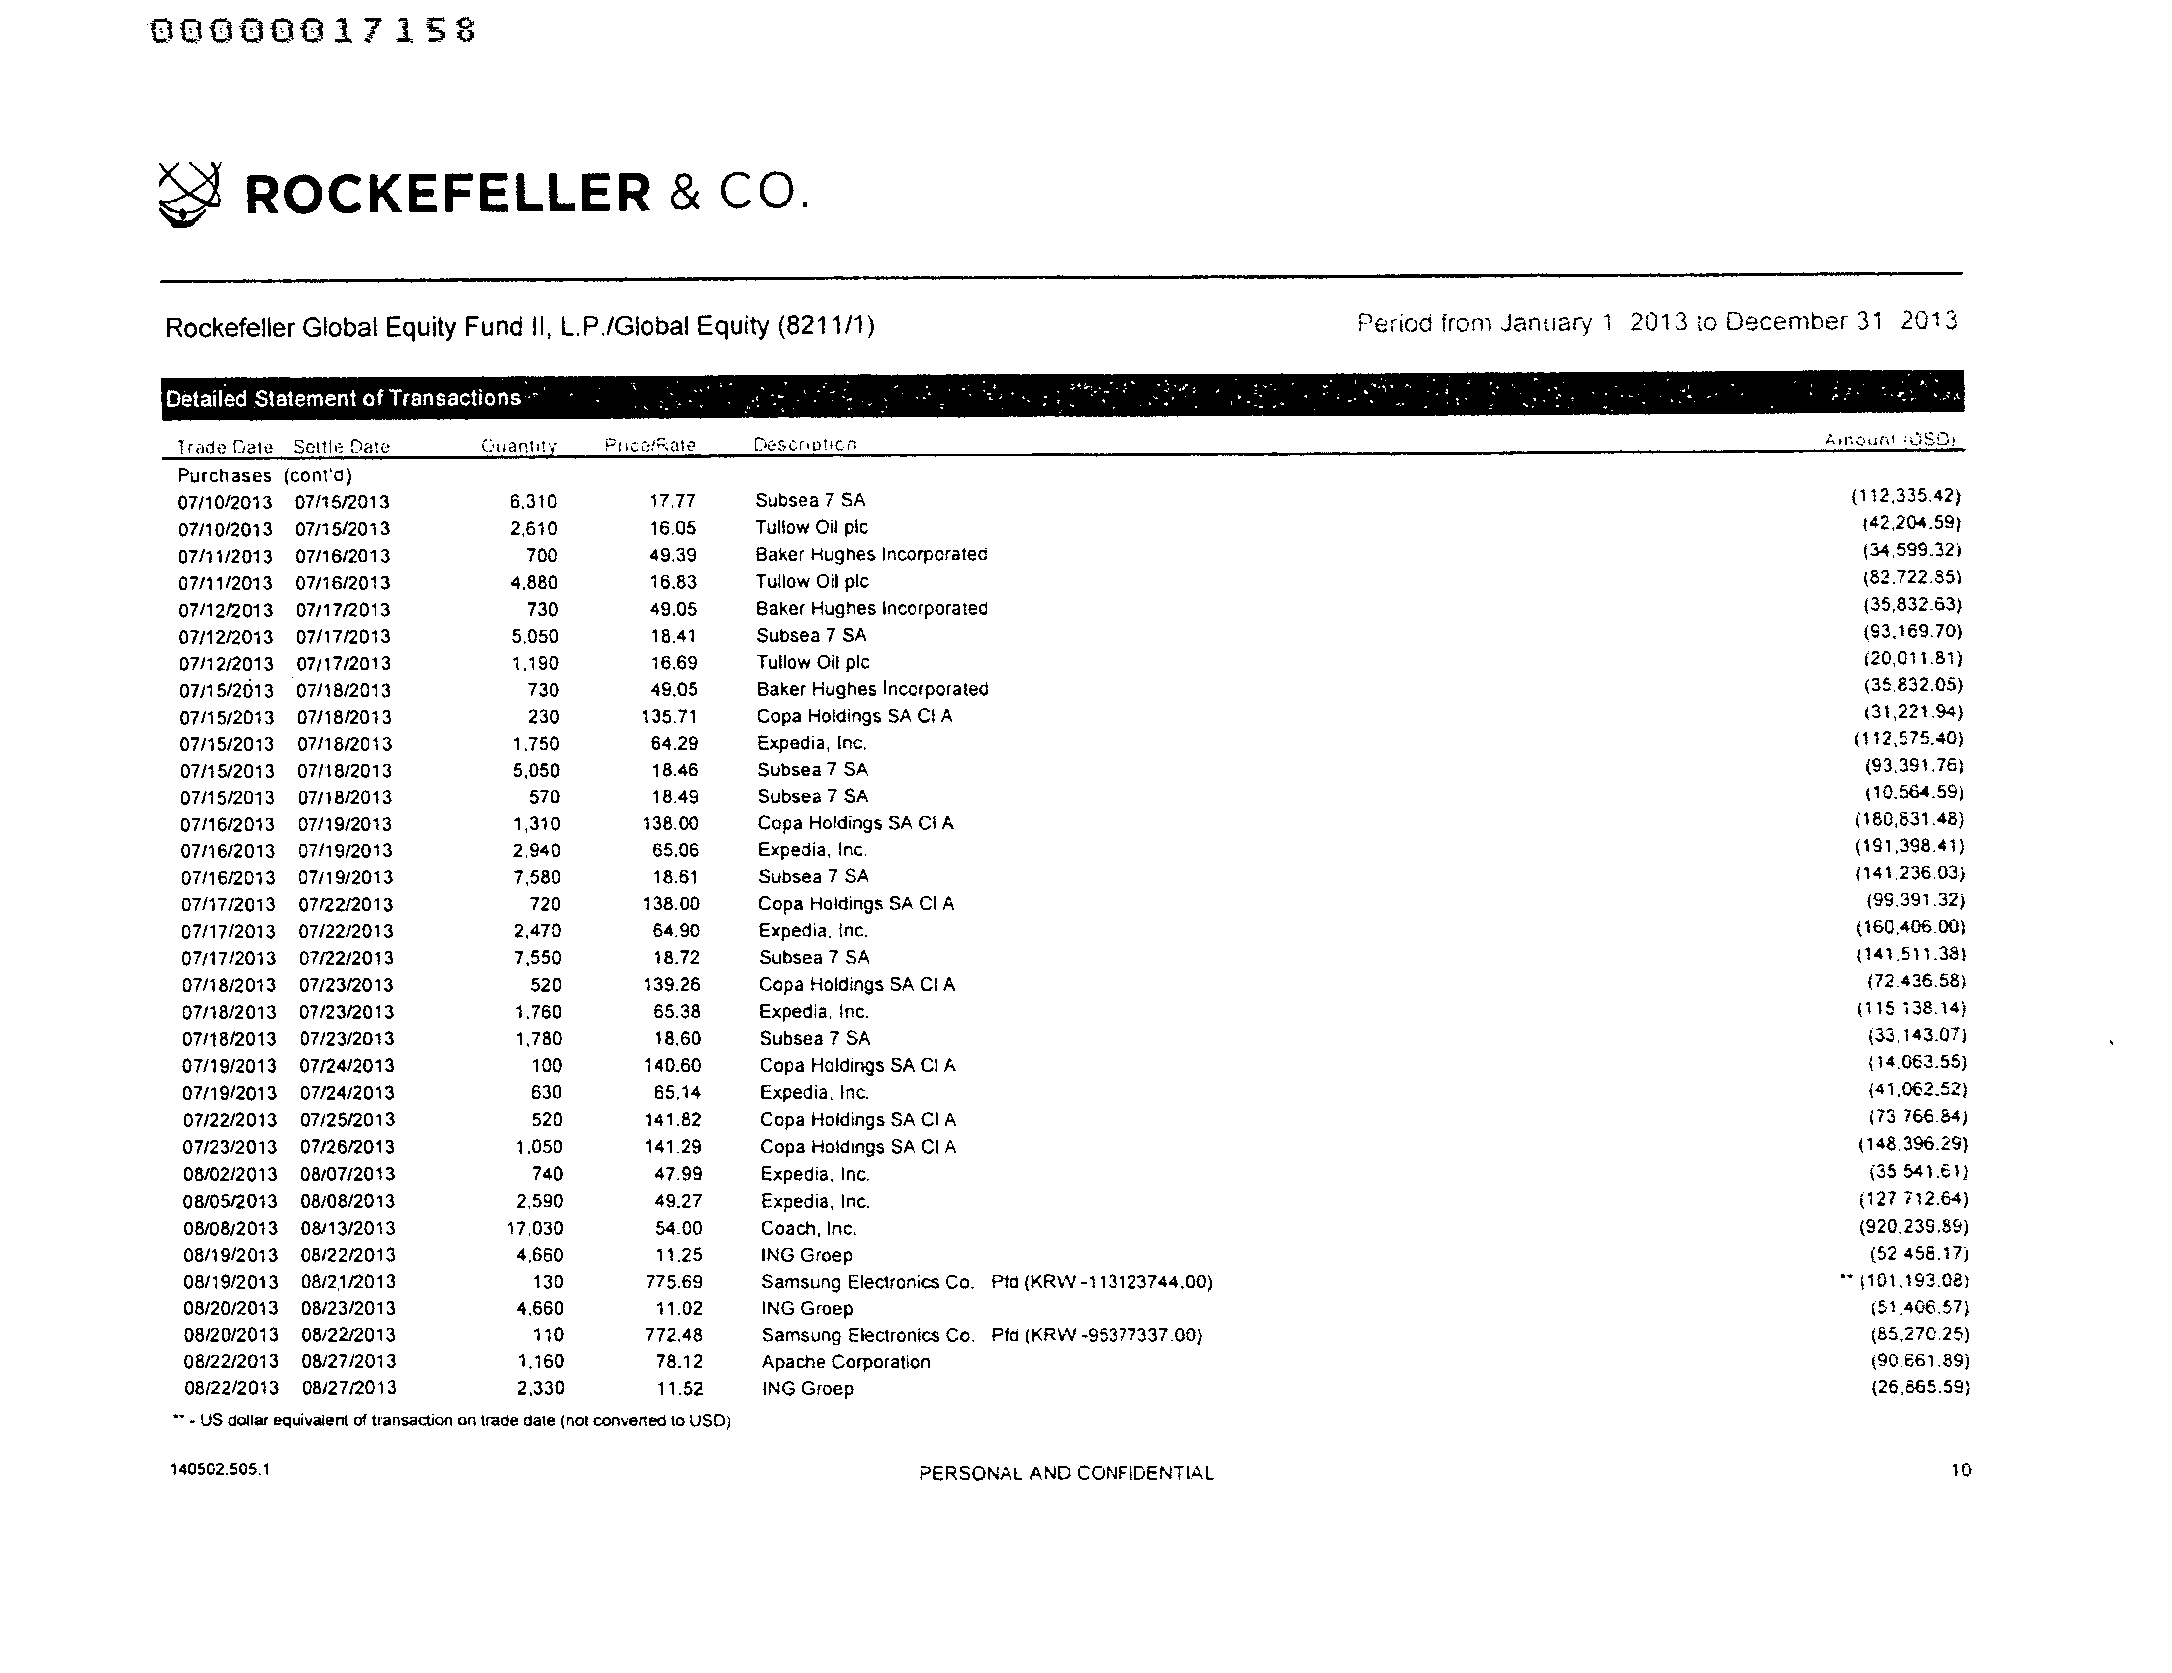 00000017158
ROCKEFELLER & CO.
Rockefeller Global Equity Fund II, L.P./Global Equity (8211/1) Period from January 1 2013 to December 31 2013
Detailed Statement of Transactions
Trade Date Settle Date Quantity Price/Rate Description Amount (USD)
Purchases (cont'd)
07/10/2013 07/15/2013 6,310 17.77 Subsea 7 SA (112,335.42)
07/10/2013 07/15/2013 2,610 16.05 Tullow Oil plc (42,204.59)
07/11/2013 07/16/2013 700 49.39 Baker Hughes Incorporated (34,599.32)
07/11/2013 07/16/2013 4,880 16.83 Tullow Oil plc (82,722.85)
07/12/2013 07/17/2013 730 49.05 Baker Hughes Incorporated (35,832.63)
07/12/2013 07/17/2013 5,050 18.41 Subsea 7 SA (93,169.70)
07/12/2013 07/17/2013 1,190 16.69 Tullow Oil plc (20,011.81)
07/15/2013 07/18/2013 730 49.05 Baker Hughes Incorporated (35,832.05)
07/15/2013 07/18/2013 230 135.71 Copa Holdings SA Cl A (31,221.94)
07/15/2013 07/18/2013 1,750 64.29 Expedia, Inc. (112,575.40)
07/15/2013 07/18/2013 5,050 18.46 Subsea 7 SA (93,391.76)
07/15/2013 07/18/2013 570 18.49 Subsea 7 SA (10,564.59)
07/16/2013 07/19/2013 1,310 138.00 Copa Holdings SA Cl A (180,831.48)
07/16/2013 07/19/2013 2,940 65.06 Expedia, Inc. (191,398.41)
07/16/2013 07/19/2013 7,580 18.61 Subsea 7 SA (141,236.03)
07/17/2013 07/22/2013 720 138.00 Copa Holdings SA Cl A (99,391.32)
07/17/2013 07/22/2013 2,470 64.90 Expedia, Inc. (160,406.00)
07/17/2013 07/22/2013 7,550 18.72 Subsea 7 SA (141,511.38)
07/18/2013 07/23/2013 520 139.26 Copa Holdings SA Cl A (72,436.58)
07/18/2013 07/23/2013 1,760 65.38 Expedia, Inc. (115 138.14)
07/18/2013 07/23/2013 1,780 18.60 Subsea 7 SA (33,143.07)
07/19/2013 07/24/2013 100 140.60 Copa Holdings SA Cl A (14,063.55)
07/19/2013 07/24/2013 630 65.14 Expedia, Inc. (41,062.52)
07/22/2013 07/25/2013 520 141.82 Copa Holdings SA Cl A (73 766.84)
07/23/2013 07/26/2013 1,050 141.29 Copa Holdings SA Cl A (148,396.29)
08/02/2013 08/07/2013 740 47.99 Expedia, Inc. (35 541.61)
08/05/2013 08/08/2013 2,590 49.27 Expedia, Inc. (127 712.64)
08/08/2013 08/13/2013 17,030 54.00 Coach, Inc. (920,239.89)
08/19/2013 08/22/2013 4,660 11.25 ING Groep (52 458.17)
08/19/2013 08/21/2013 130 775.69 Samsung Electronics Co. Pfd (KRW -113123744.00) ** (101,193.08)
08/20/2013 08/23/2013 4,660 11.02 ING Groep (51,406.57)
08/20/2013 08/22/2013 110 772.48 Samsung Electronics Co. Pfd (KRW -95377337.00) (85,270.25)
08/22/2013 08/27/2013 1,160 78.12 Apache Corporation (90,661.89)
08/22/2013 08/27/2013 2,330 11.52 ING Groep (26,865.59)
** - US dollar equivalent of transaction on trade date (not converted to USD)
140502.505.1 PERSONAL AND CONFIDENTIAL 10